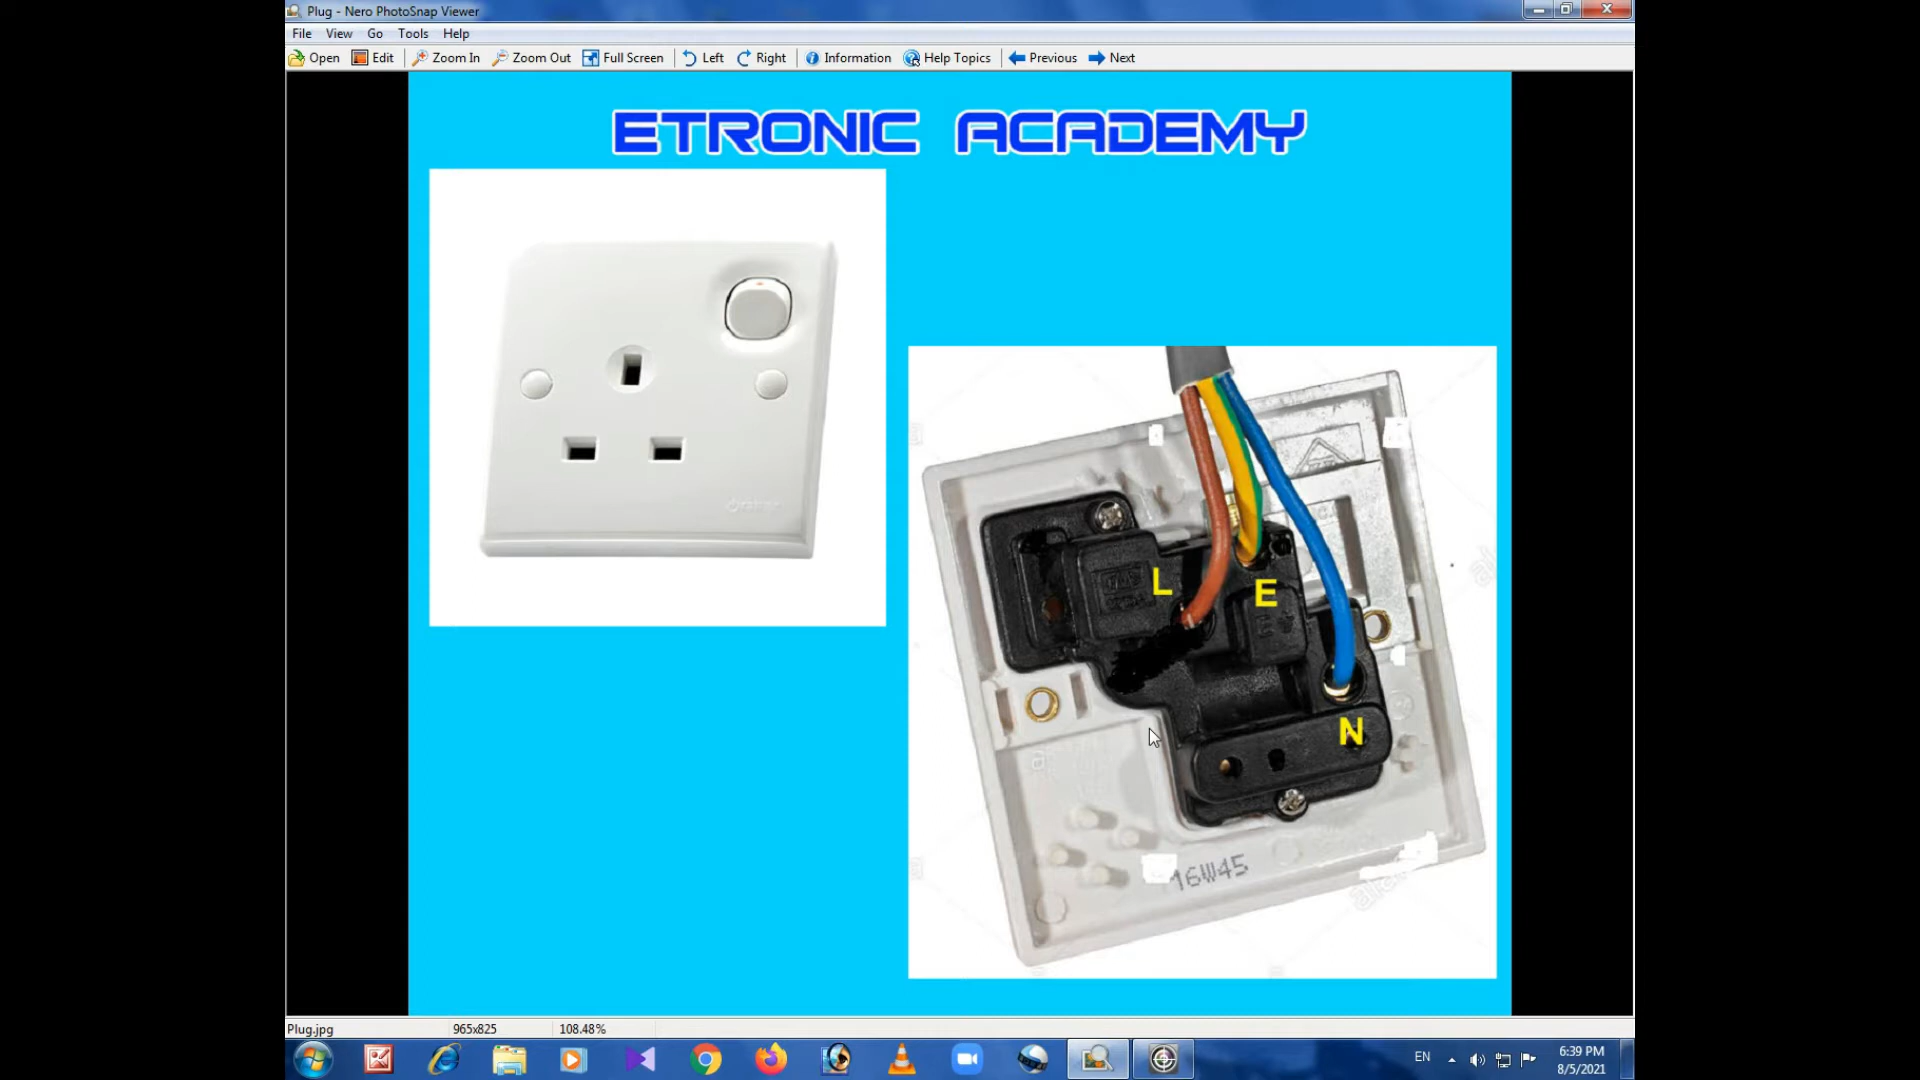 Plug - Nero PhotoSnap Viewer
File View Go Tools Help
Open Edit Zoom In Zoom Out Full Screen Left Right Information Help Topics Previous Next
ETRONIC ACADEMY
L
E
N
16W45
Plug.jpg 965x825 108.48%
EN
6:39 PM
8/5/2021